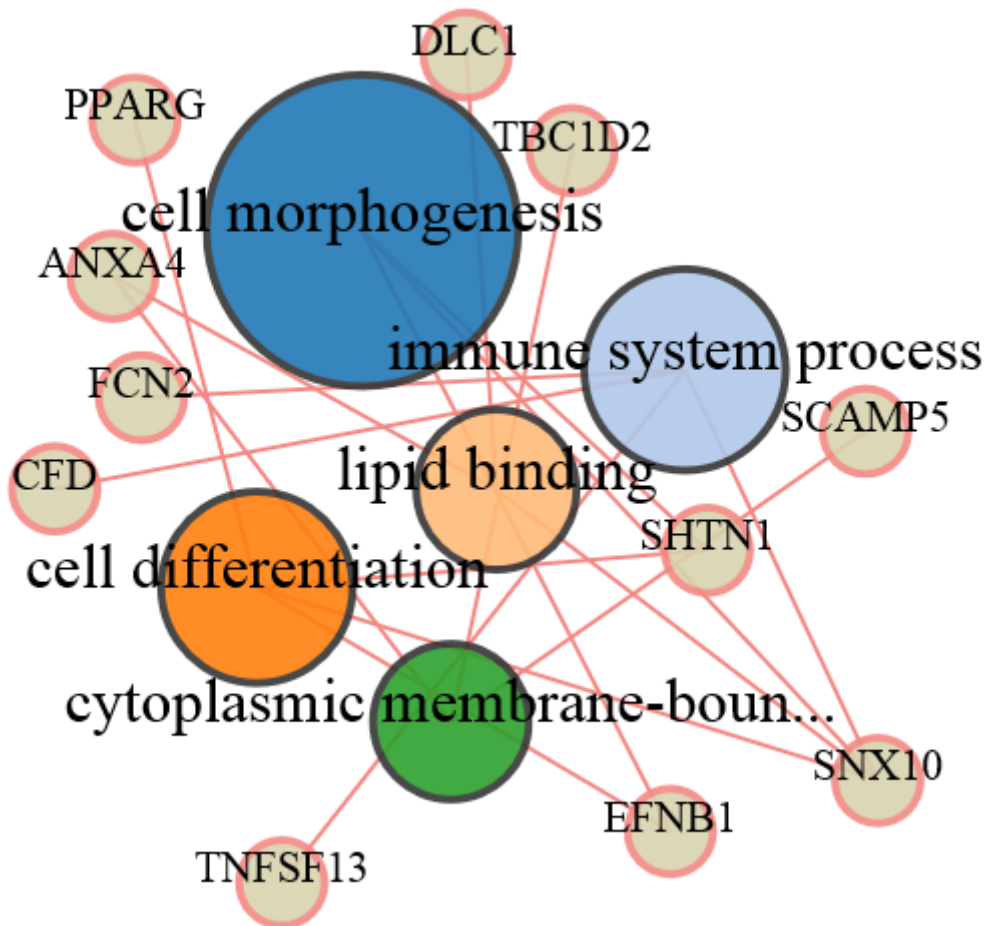 DLC1
PPARG
TBC1D2
cell morphogenesis
ANXA4
immune system process
FCN2
SCAMP5
CFD
lipid binding
SHTN1
cell differentiation
cytoplasmic membrane-boun...
SNX10
EFNB1
TNFSF13